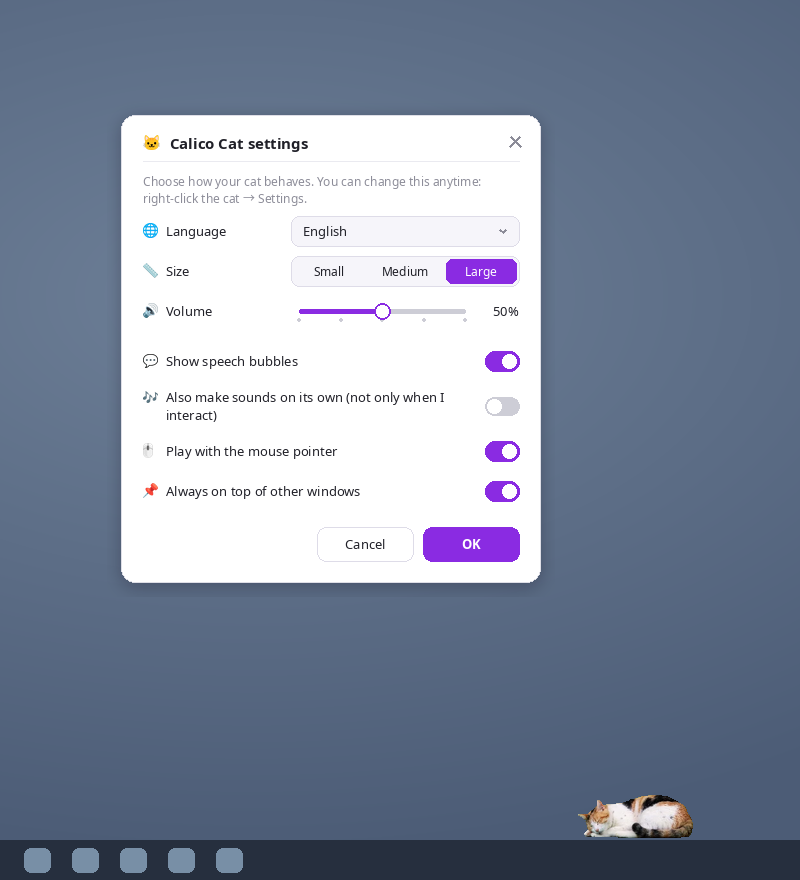 Calico Cat settings
Choose how your cat behaves. You can change this anytime:
right-click the cat → Settings.
Language
English
Size
Small Medium Large
Volume
50%
Show speech bubbles
Also make sounds on its own (not only when I
interact)
Play with the mouse pointer
Always on top of other windows
Cancel OK